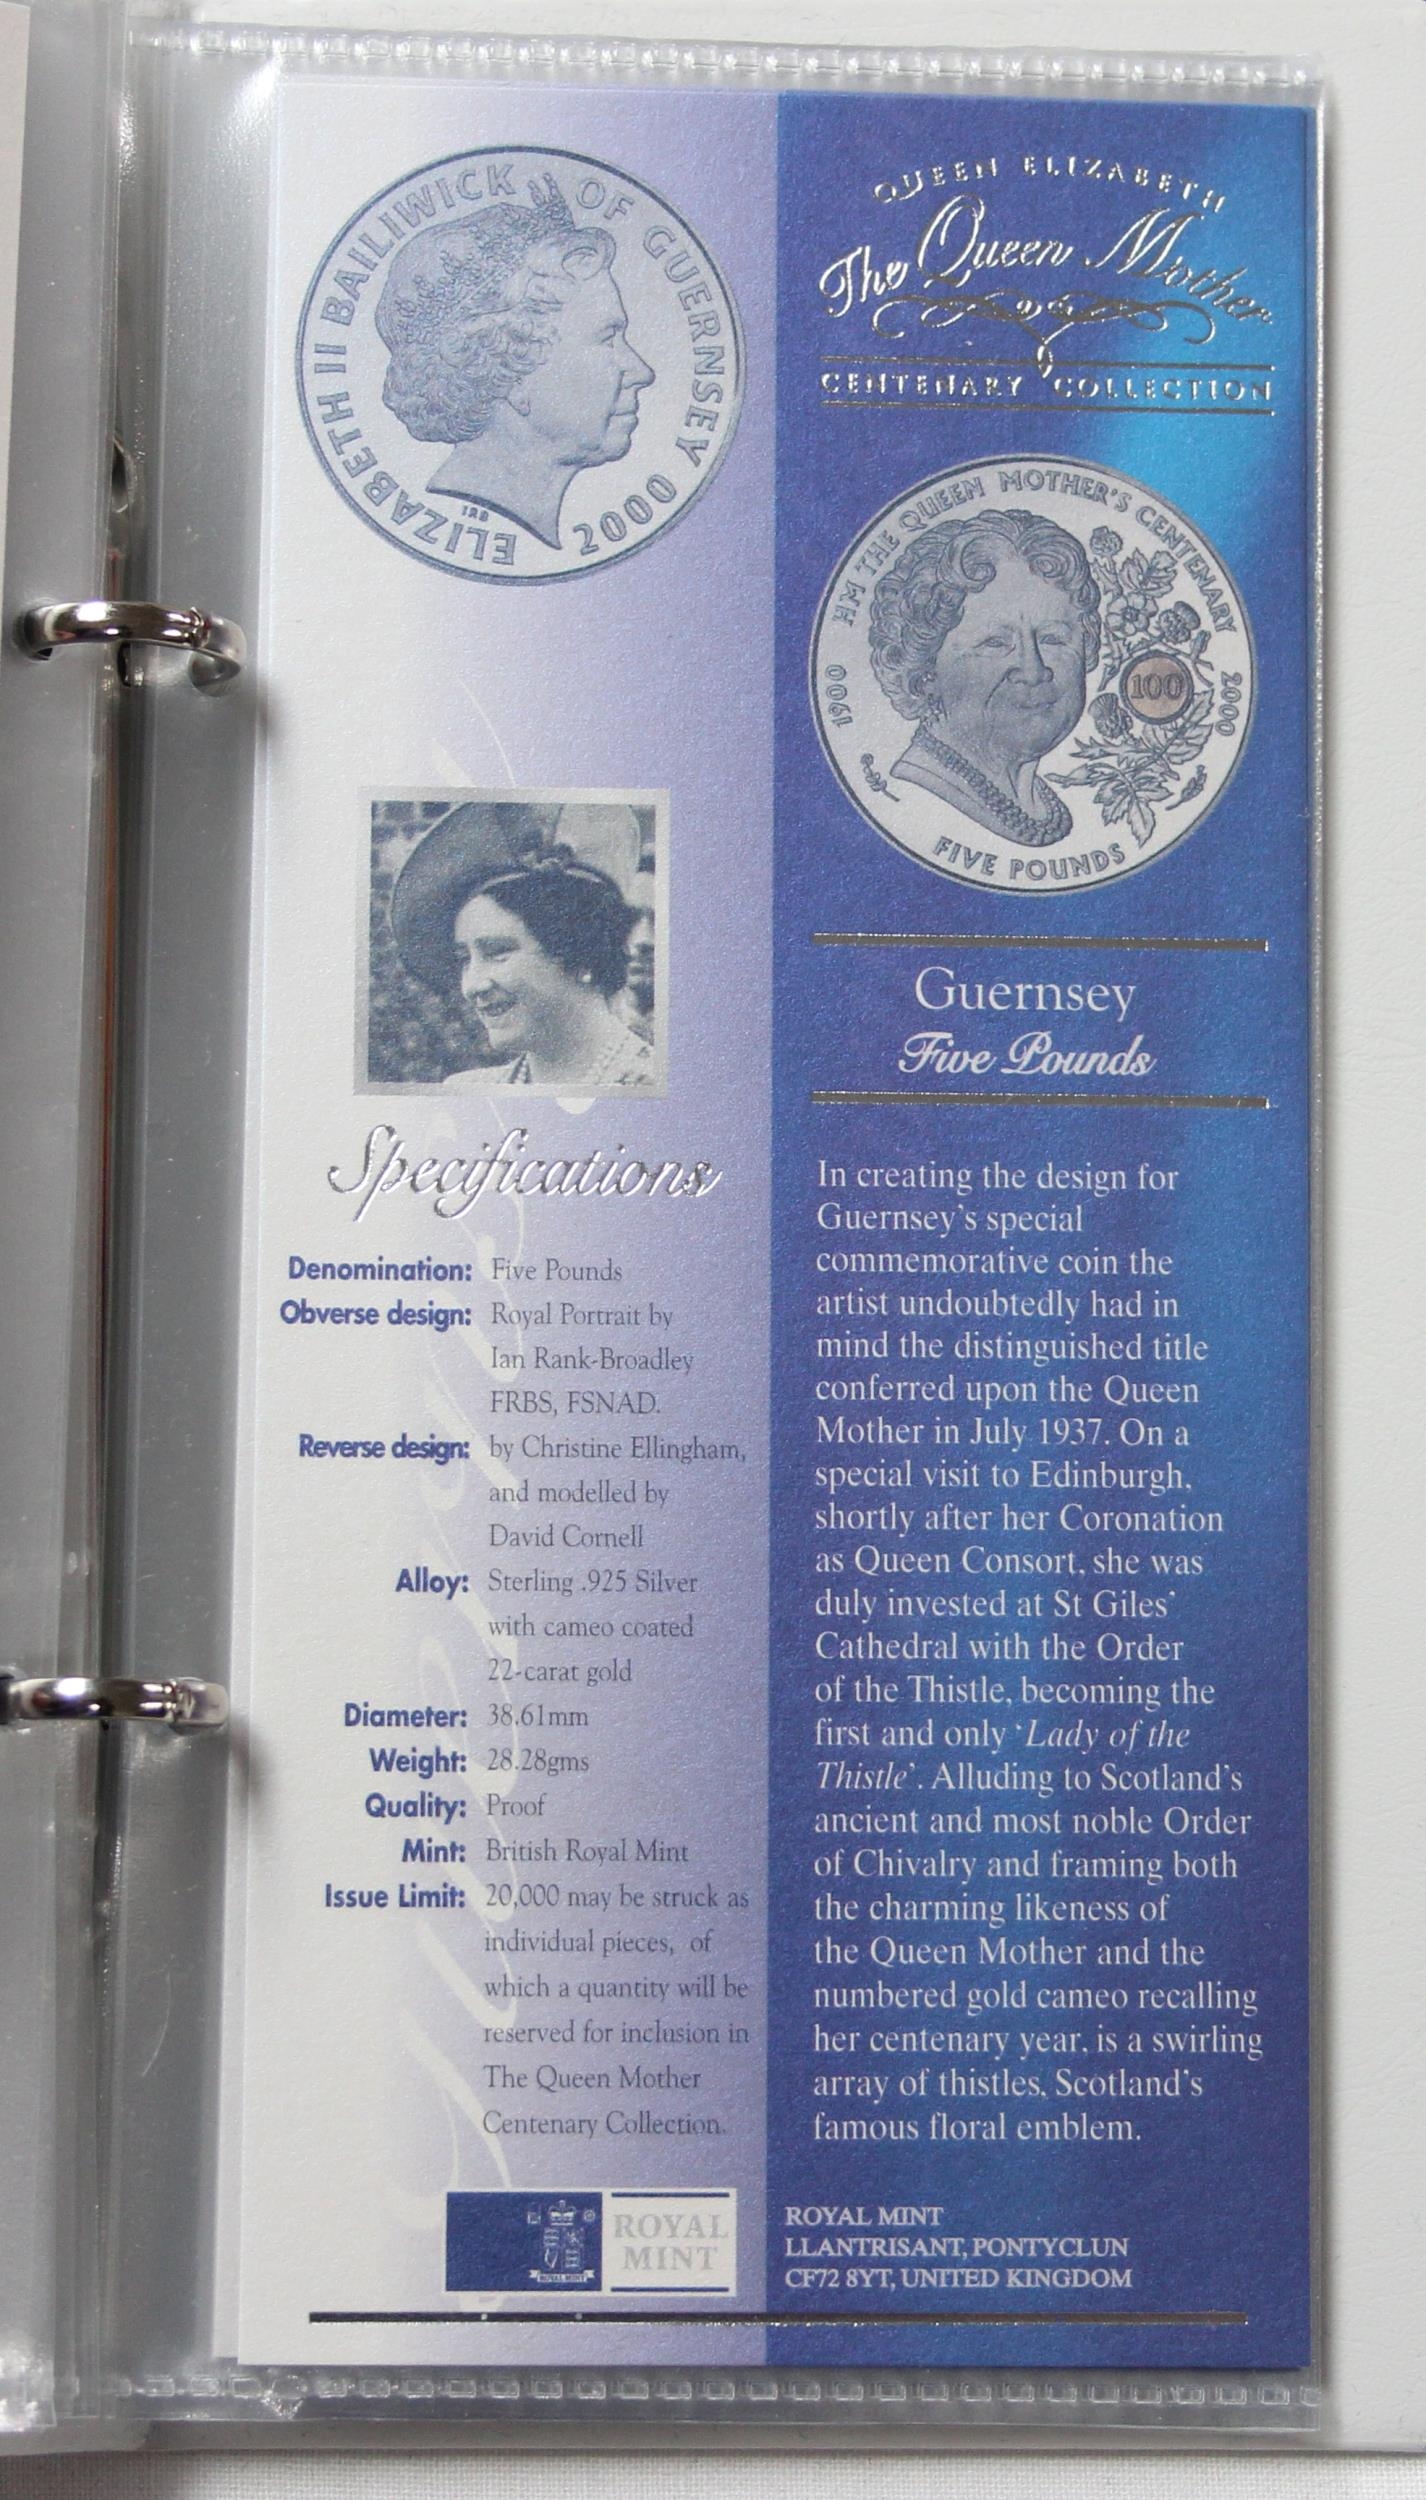 ELIZABETH II BAILIWICK OF GUERNSEY 2000
IRB
Specifications
Denomination: Five Pounds
Obverse design: Royal Portrait by
Ian Rank-Broadley
FRBS, FSNAD.
Reverse design: by Christine Ellingham,
and modelled by
David Cornell
Alloy: Sterling .925 Silver
with cameo coated
22-carat gold
Diameter: 38.61mm
Weight: 28.28gms
Quality: Proof
Mint: British Royal Mint
Issue Limit: 20,000 may be struck as
individual pieces, of
which a quantity will be
reserved for inclusion in
The Queen Mother
Centenary Collection.
ROYAL MINT
ROYAL
MINT
QUEEN ELIZABETH
The Queen Mother
CENTENARY COLLECTION
HM THE QUEEN MOTHER'S CENTENARY
1900
2000
100
FIVE POUNDS
Guernsey
Five Pounds
In creating the design for
Guernsey's special
commemorative coin the
artist undoubtedly had in
mind the distinguished title
conferred upon the Queen
Mother in July 1937. On a
special visit to Edinburgh,
shortly after her Coronation
as Queen Consort, she was
duly invested at St Giles'
Cathedral with the Order
of the Thistle, becoming the
first and only 'Lady of the
Thistle'. Alluding to Scotland's
ancient and most noble Order
of Chivalry and framing both
the charming likeness of
the Queen Mother and the
numbered gold cameo recalling
her centenary year, is a swirling
array of thistles, Scotland's
famous floral emblem.
ROYAL MINT
LLANTRISANT, PONTYCLUN
CF72 8YT, UNITED KINGDOM